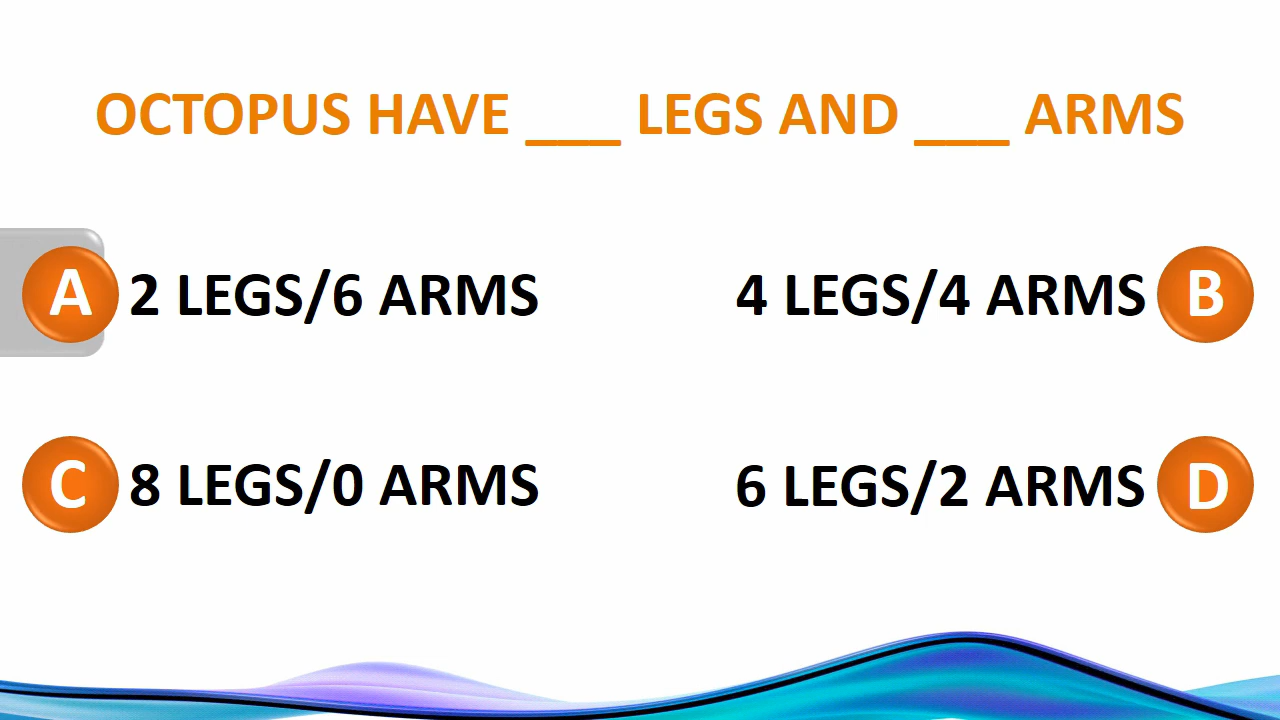 OCTOPUS HAVE ___ LEGS AND ___ ARMS
A 2 LEGS/6 ARMS
4 LEGS/4 ARMS B
C 8 LEGS/0 ARMS
6 LEGS/2 ARMS D